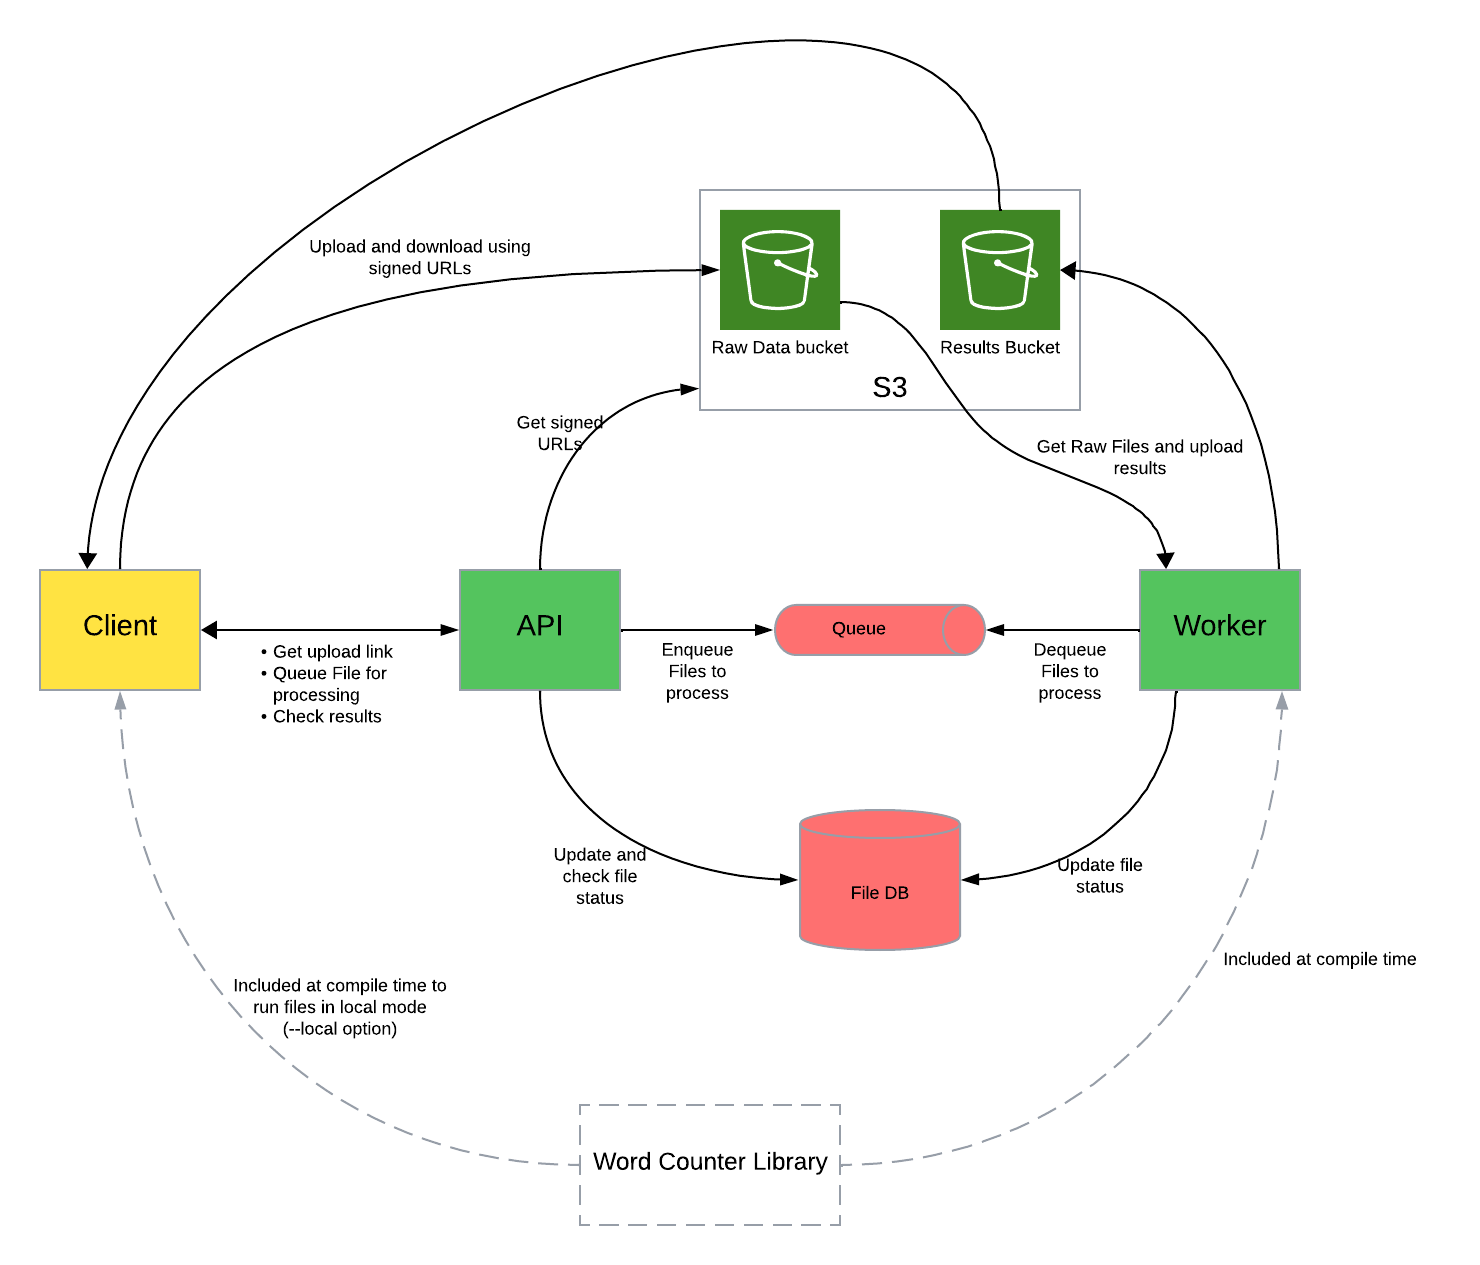 Upload and download using
signed URLs
Raw Data bucket
Results Bucket
S3
Get signed
URLs
Get Raw Files and upload
results
Client
API
Queue
Worker
• Get upload link
• Queue File for
processing
• Check results
Enqueue
Files to
process
Dequeue
Files to
process
Update and
check file
status
File DB
Update file
status
Included at compile time to
run files in local mode
(--local option)
Included at compile time
Word Counter Library